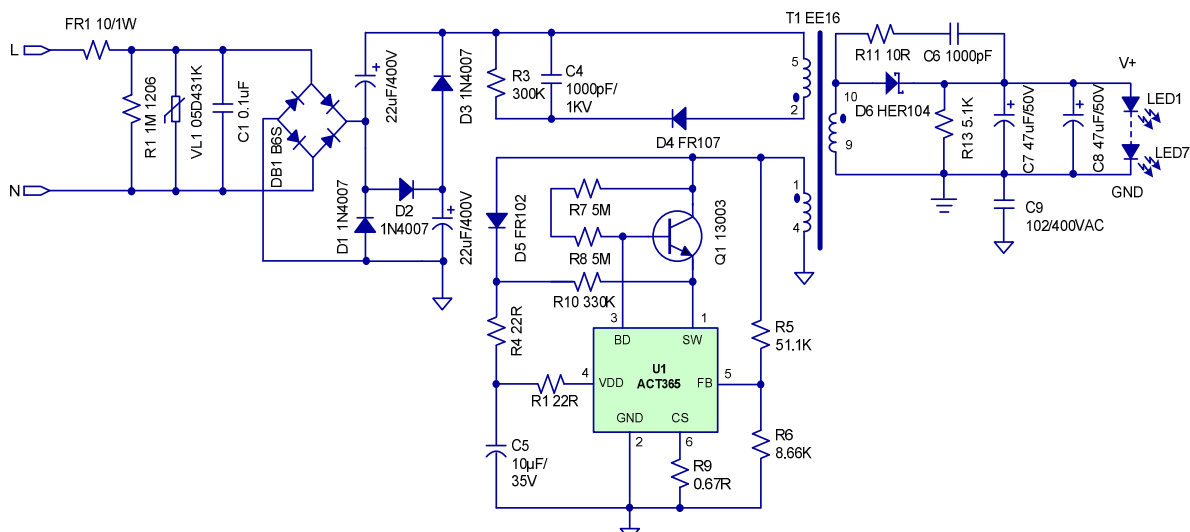 FR1 10/1W
L
N
R1 1M 1206
VL1 05D431K
C1 0.1uF
DB1 B6S
22uF/400V
+
D3 1N4007
D1 1N4007
D2
1N4007
22uF/400V
+
R3
300K
C4
1000pF/
1KV
D4 FR107
T1 EE16
5
2
1
4
10
9
R11 10R
C6 1000pF
D6 HER104
R13 5.1K
C7 47uF/50V
+
C8 47uF/50V
+
V+
LED1
LED7
GND
C9
102/400VAC
D5 FR102
R7 5M
R8 5M
Q1 13003
R10 330K
R4 22R
3
1
BD
SW
U1
ACT365
4
VDD
FB
5
GND
CS
2
6
R1 22R
C5
10µF/
35V
R9
0.67R
R5
51.1K
R6
8.66K